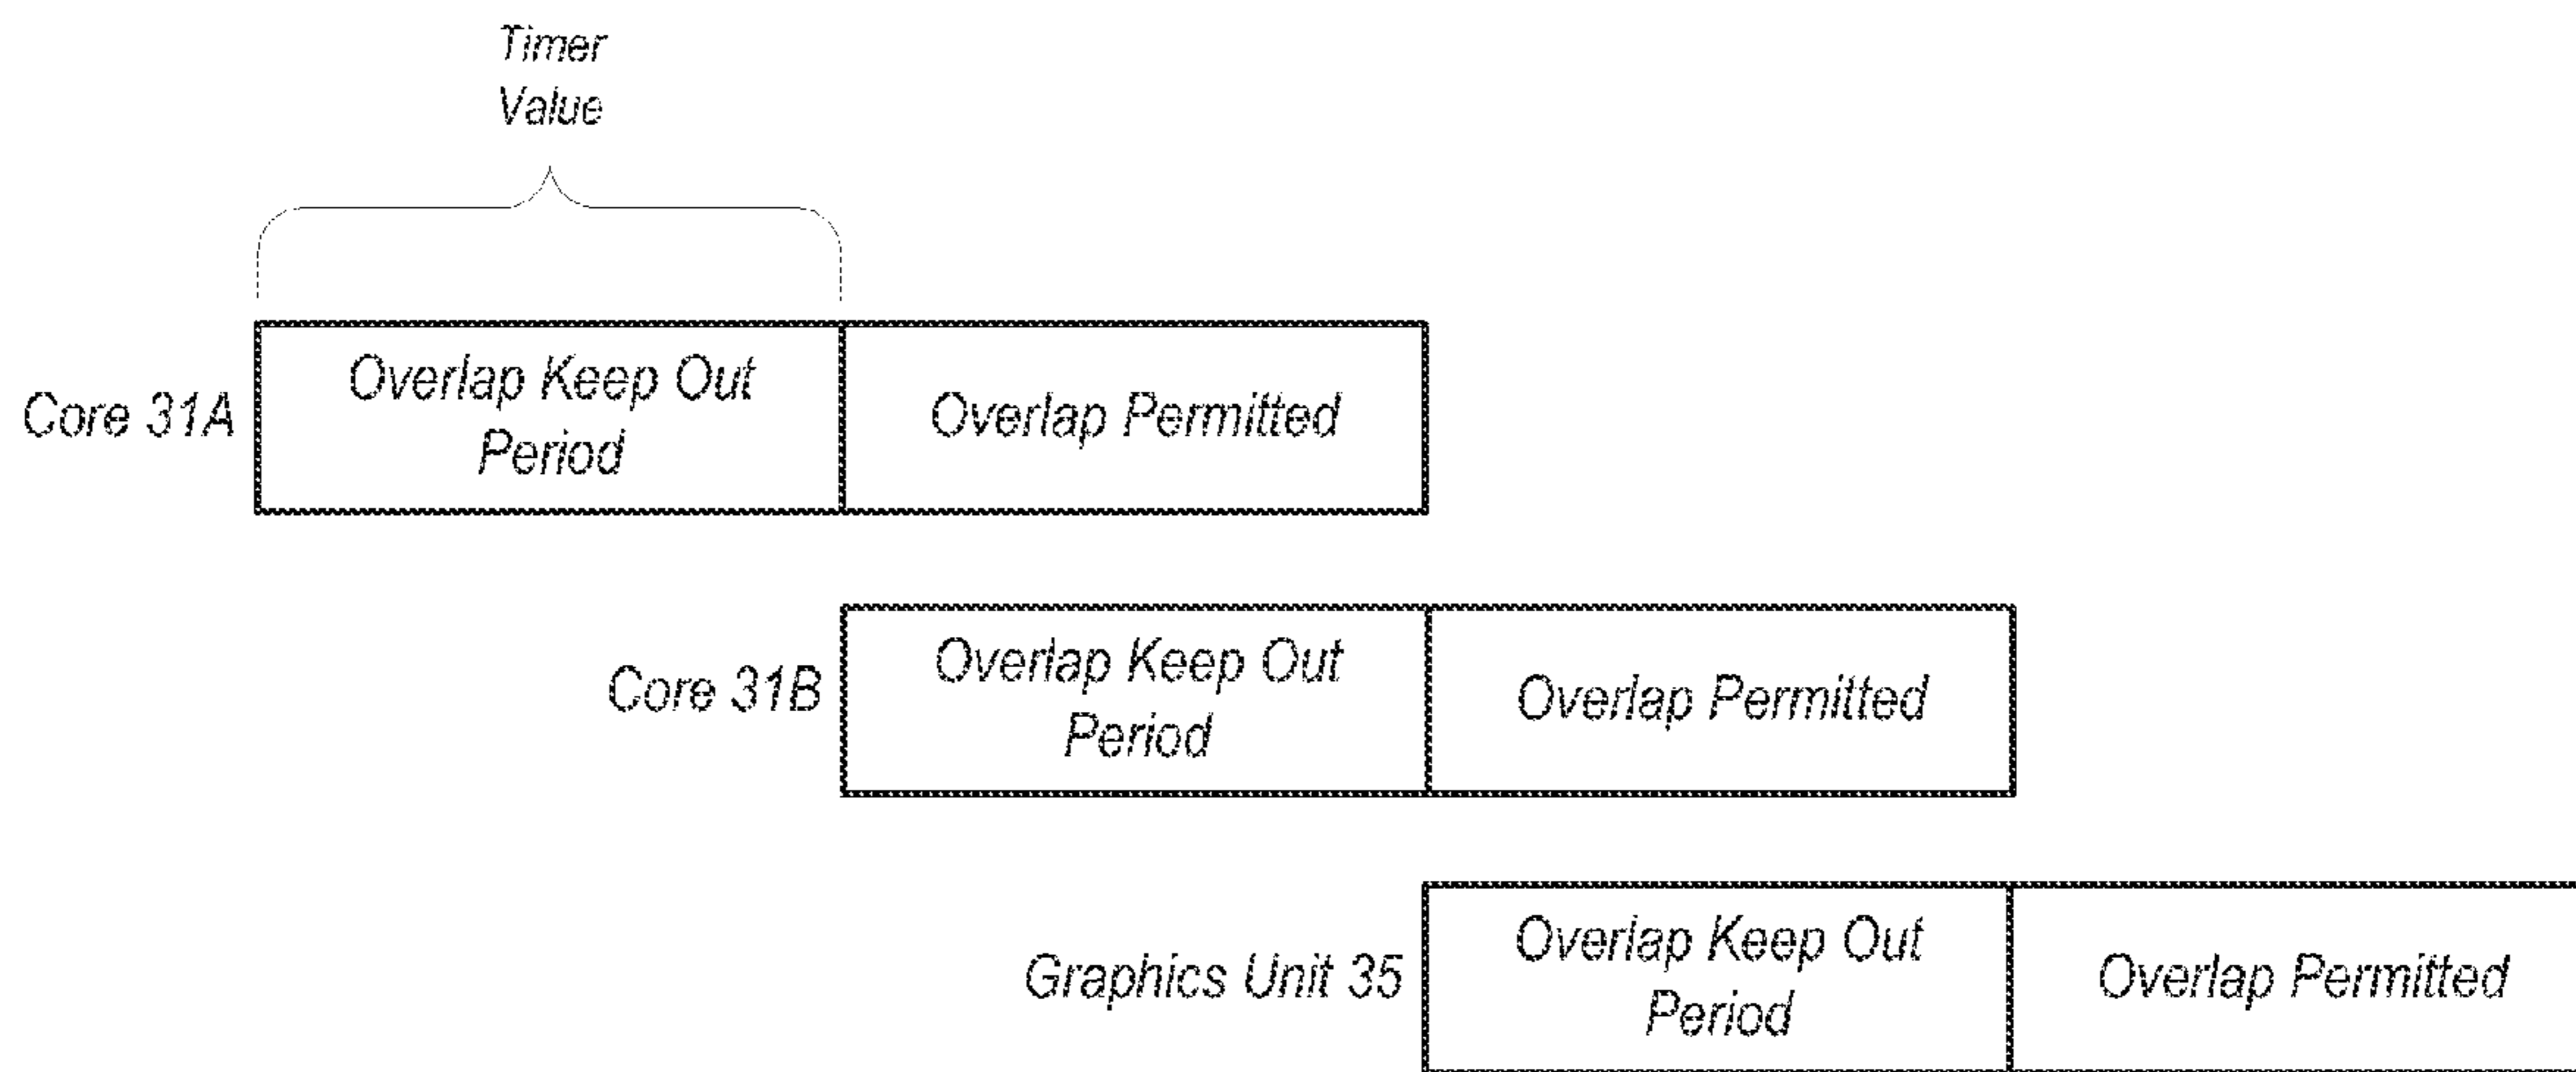 Timer
Value
Overlap Keep Out
Period
Overlap Permitted
Core 31A
Overlap Keep Out
Period
Overlap Permitted
Core 31B
Overlap Keep Out
Period
Overlap Permitted
Graphics Unit 35